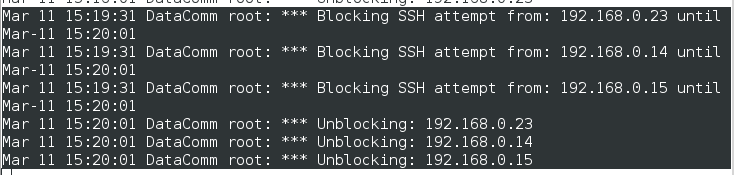 Mar 11 15:19:31 DataComm root: *** Blocking SSH attempt from: 192.168.0.23 until
Mar-11 15:20:01
Mar 11 15:19:31 DataComm root: *** Blocking SSH attempt from: 192.168.0.14 until
Mar-11 15:20:01
Mar 11 15:19:31 DataComm root: *** Blocking SSH attempt from: 192.168.0.15 until
Mar-11 15:20:01
Mar 11 15:20:01 DataComm root: *** Unblocking: 192.168.0.23
Mar 11 15:20:01 DataComm root: *** Unblocking: 192.168.0.14
Mar 11 15:20:01 DataComm root: *** Unblocking: 192.168.0.15